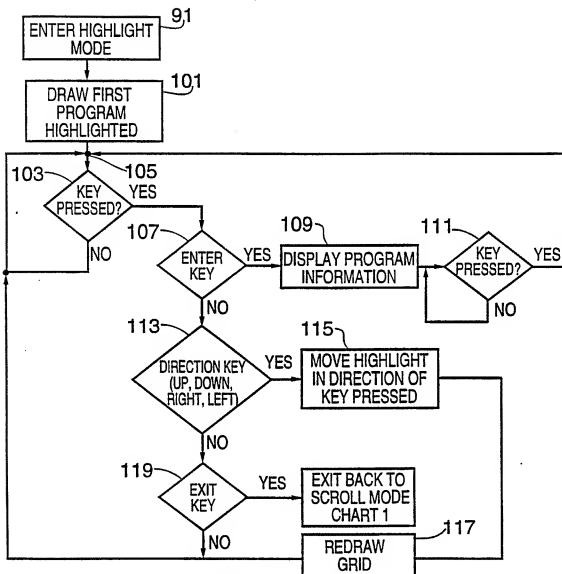 91
ENTER HIGHLIGHT
MODE
101
DRAW FIRST
PROGRAM
HIGHLIGHTED
105
103
KEY
PRESSED?
YES
NO
107
ENTER
KEY
YES
NO
109
DISPLAY PROGRAM
INFORMATION
111
KEY
PRESSED?
YES
NO
113
DIRECTION KEY
(UP, DOWN,
RIGHT, LEFT)
YES
NO
115
MOVE HIGHLIGHT
IN DIRECTION OF
KEY PRESSED
119
EXIT
KEY
YES
NO
EXIT BACK TO
SCROLL MODE
CHART 1
117
REDRAW
GRID